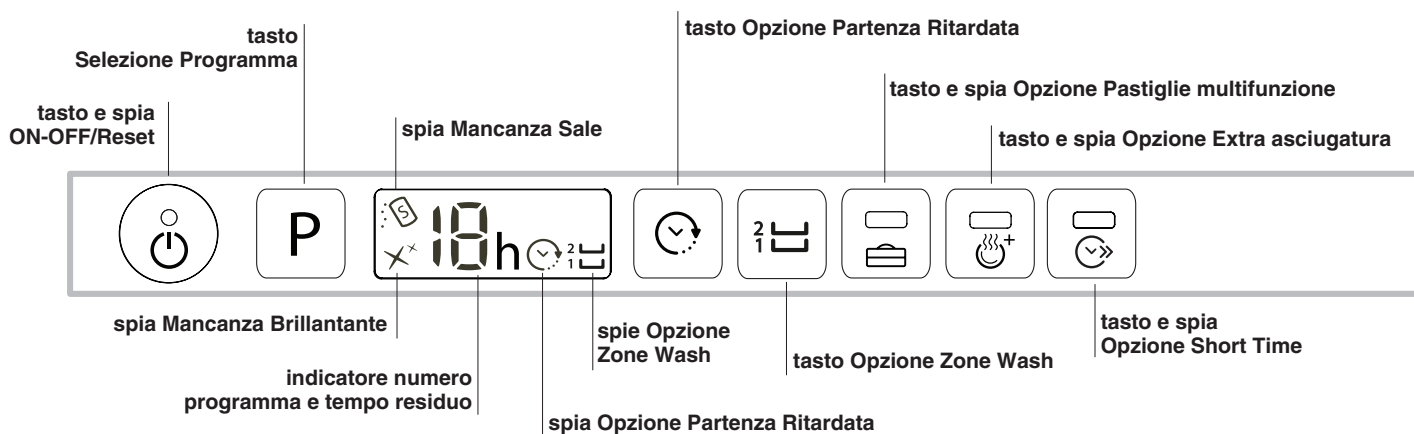 tasto
Selezione Programma
tasto Opzione Partenza Ritardata
tasto e spia Opzione Pastiglie multifunzione
tasto e spia
ON-OFF/Reset
spia Mancanza Sale
tasto e spia Opzione Extra asciugatura
P
S
18h
2
1
2
1
spia Mancanza Brillantante
spie Opzione
Zone Wash
tasto Opzione Zone Wash
tasto e spia
Opzione Short Time
indicatore numero
programma e tempo residuo
spia Opzione Partenza Ritardata